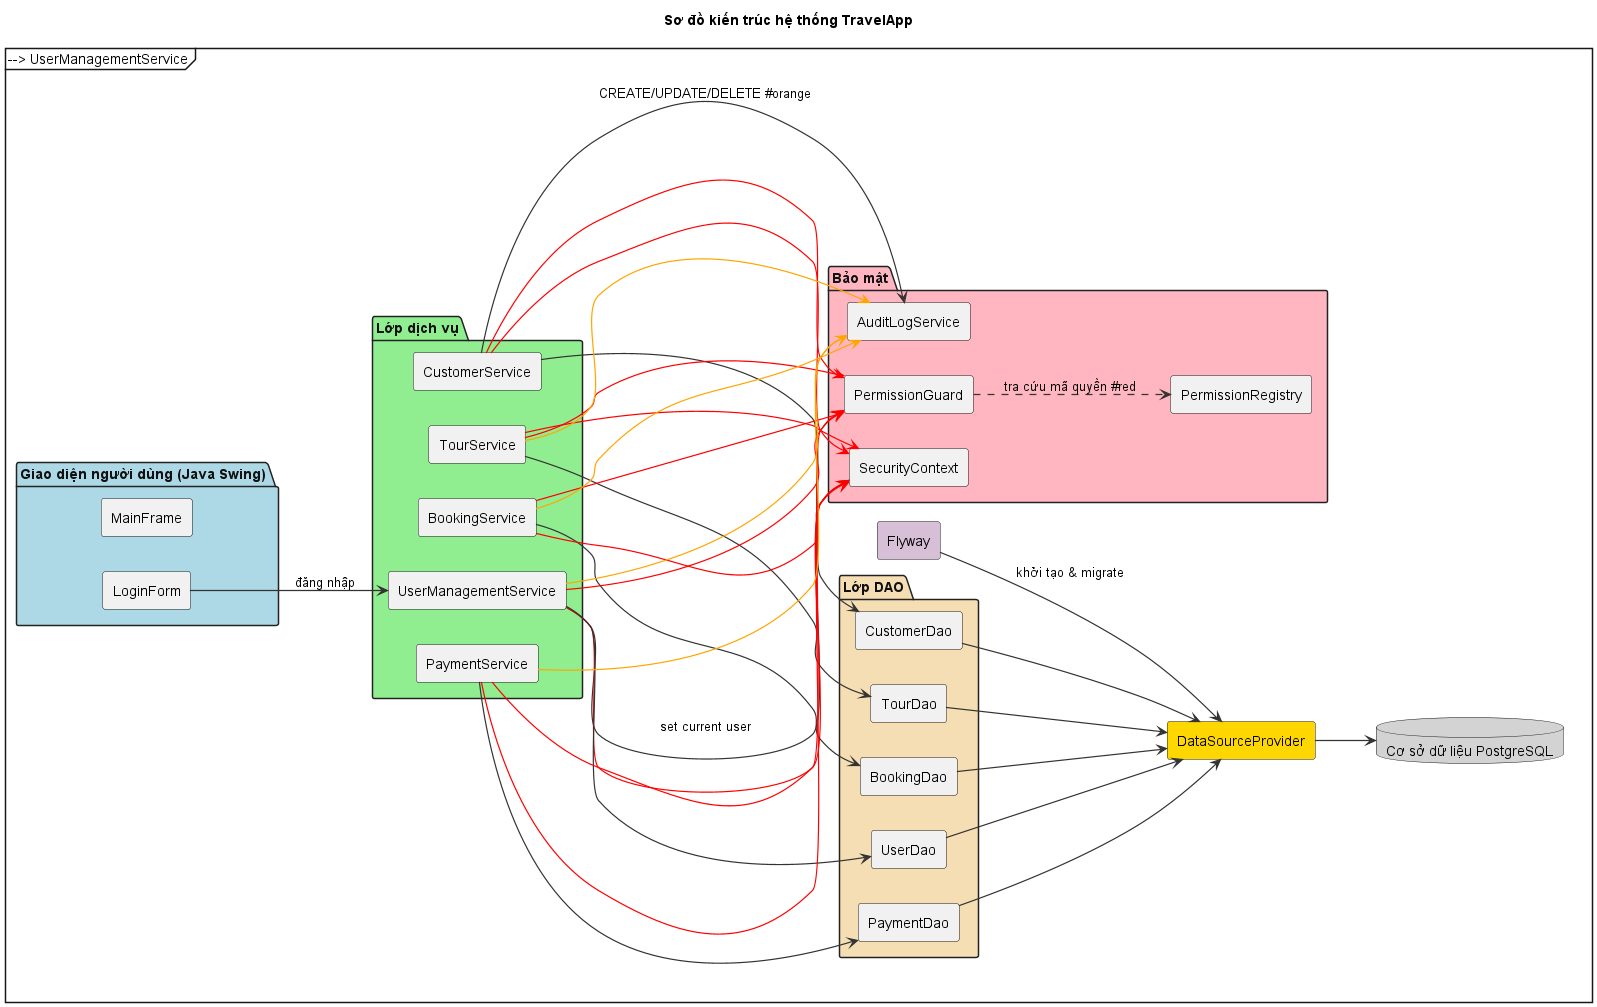 Sơ đồ kiến trúc hệ thống TravelApp
--> UserManagementService
CREATE/UPDATE/DELETE #orange
Bảo mật
AuditLogService
Lớp dịch vụ
CustomerService
PermissionGuard
tra cứu mã quyền #red
PermissionRegistry
TourService
SecurityContext
Giao diện người dùng (Java Swing)
MainFrame
BookingService
Flyway
khởi tạo & migrate
LoginForm
đăng nhập
UserManagementService
Lớp DAO
CustomerDao
PaymentService
TourDao
set current user
DataSourceProvider
Cơ sở dữ liệu PostgreSQL
BookingDao
UserDao
PaymentDao